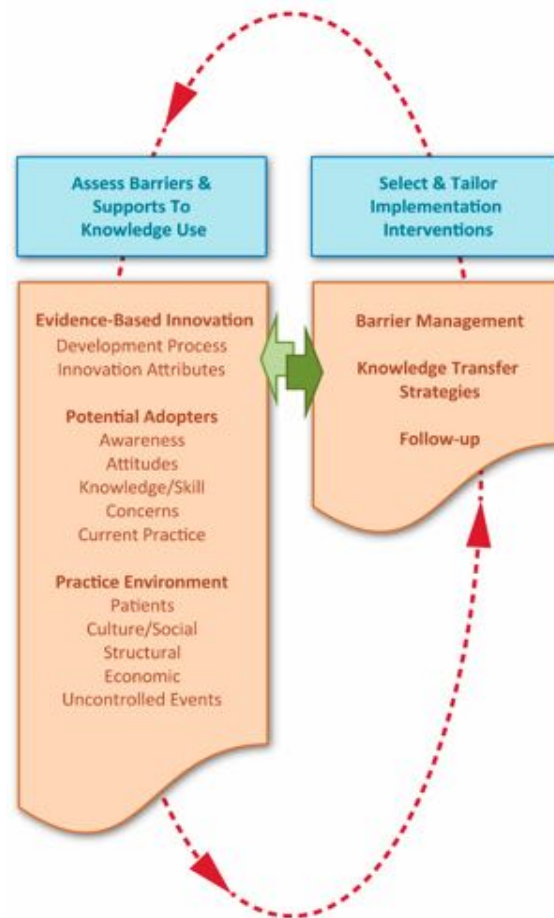 Assess Barriers &
Supports To
Knowledge Use
Select & Tailor
Implementation
Interventions
Evidence-Based Innovation
Development Process
Innovation Attributes
Potential Adopters
Awareness
Attitudes
Knowledge/Skill
Concerns
Current Practice
Practice Environment
Patients
Culture/Social
Structural
Economic
Uncontrolled Events
Barrier Management
Knowledge Transfer
Strategies
Follow-up